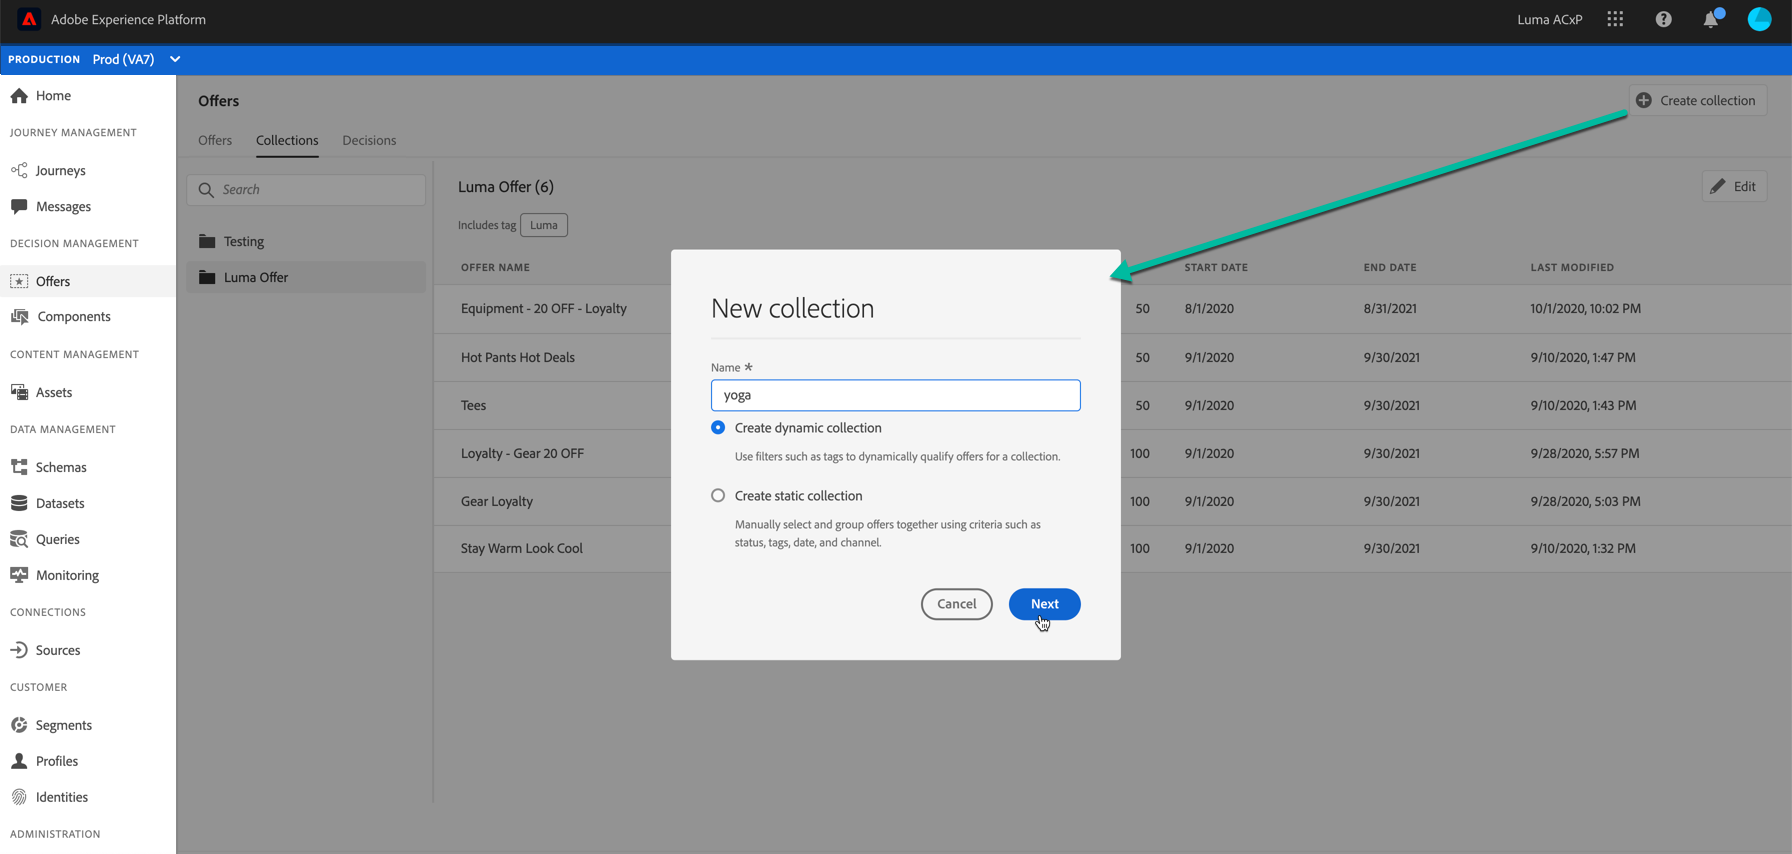 Adobe Experience Platform
Luma ACxP
PRODUCTION Prod (VA7)
Home
JOURNEY MANAGEMENT
Journeys
Messages
DECISION MANAGEMENT
Offers
Components
CONTENT MANAGEMENT
Assets
DATA MANAGEMENT
Schemas
Datasets
Queries
Monitoring
CONNECTIONS
Sources
CUSTOMER
Segments
Profiles
Identities
ADMINISTRATION
Offers
Create collection
Offers Collections Decisions
Search
Testing
Luma Offer
Luma Offer (6)
Edit
Includes tag Luma
OFFER NAME START DATE END DATE LAST MODIFIED
Equipment - 20 OFF - Loyalty 50 8/1/2020 8/31/2021 10/1/2020, 10:02 PM
Hot Pants Hot Deals 50 9/1/2020 9/30/2021 9/10/2020, 1:47 PM
Tees 50 9/1/2020 9/30/2021 9/10/2020, 1:43 PM
Loyalty - Gear 20 OFF 100 9/1/2020 9/30/2021 9/28/2020, 5:57 PM
Gear Loyalty 100 9/1/2020 9/30/2021 9/28/2020, 5:03 PM
Stay Warm Look Cool 100 9/1/2020 9/30/2021 9/10/2020, 1:32 PM
New collection
Name *
yoga
Create dynamic collection
Use filters such as tags to dynamically qualify offers for a collection.
Create static collection
Manually select and group offers together using criteria such as
status, tags, date, and channel.
Cancel Next